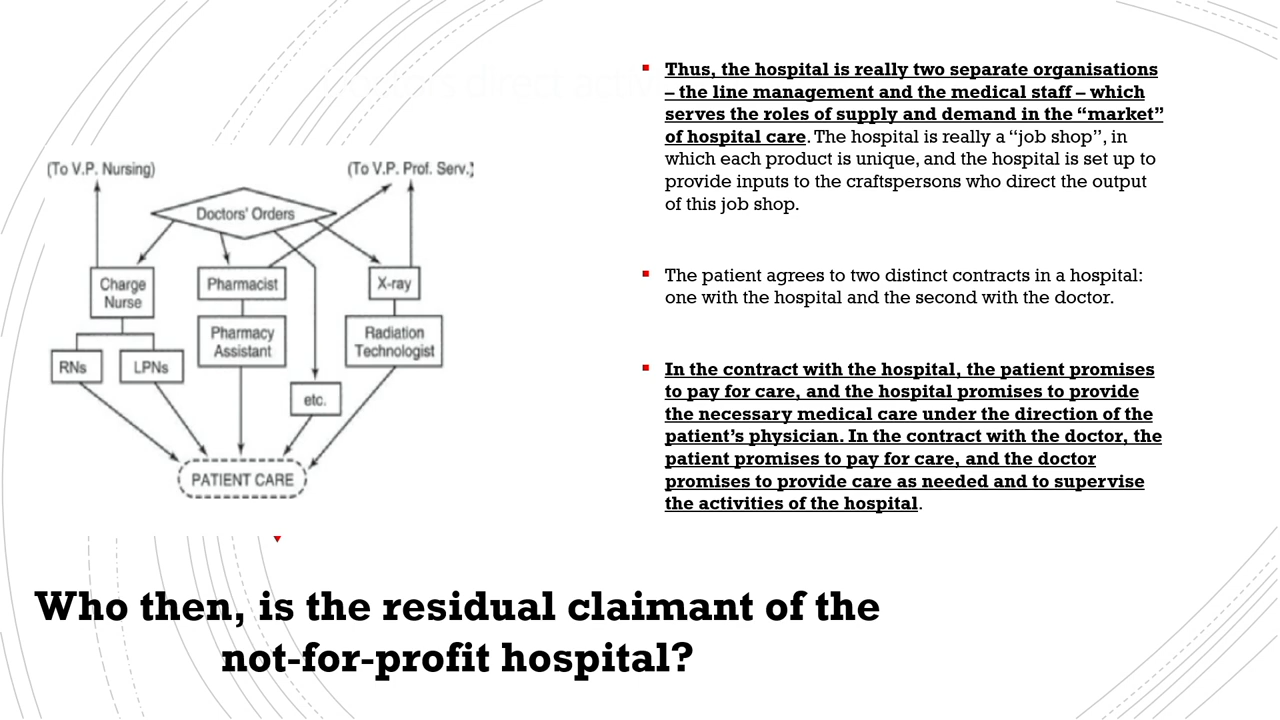 (To V.P. Nursing)
(To V.P. Prof. Serv.)
Doctors' Orders
Charge
Nurse
Pharmacist
X-ray
Pharmacy
Assistant
Radiation
Technologist
RNs
LPNs
etc.
PATIENT CARE
Thus, the hospital is really two separate organisations
– the line management and the medical staff – which
serves the roles of supply and demand in the “market”
of hospital care. The hospital is really a “job shop”, in
which each product is unique, and the hospital is set up to
provide inputs to the craftspersons who direct the output
of this job shop.
The patient agrees to two distinct contracts in a hospital:
one with the hospital and the second with the doctor.
In the contract with the hospital, the patient promises
to pay for care, and the hospital promises to provide
the necessary medical care under the direction of the
patient’s physician. In the contract with the doctor, the
patient promises to pay for care, and the doctor
promises to provide care as needed and to supervise
the activities of the hospital.
Who then, is the residual claimant of the
not-for-profit hospital?